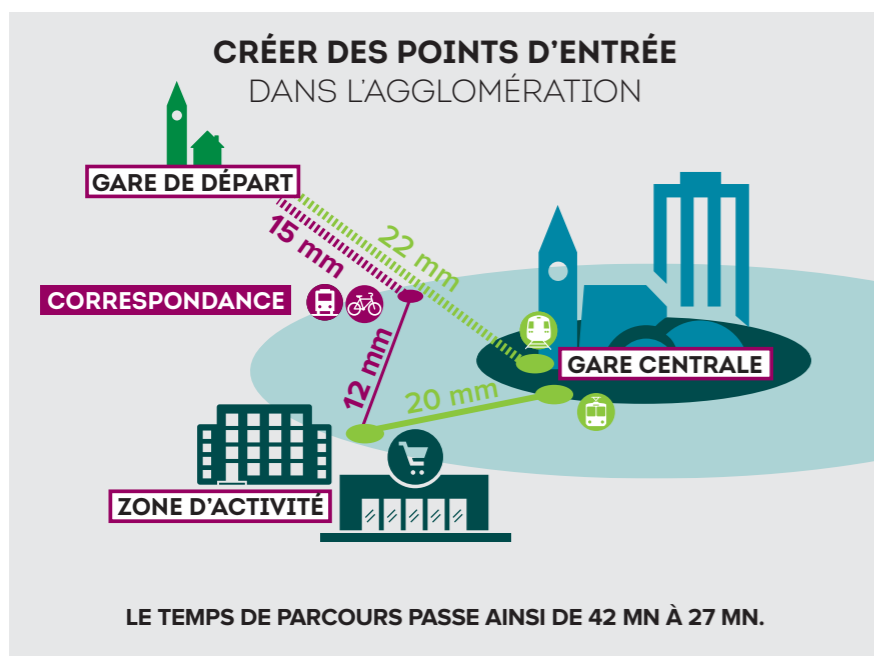 CRÉER DES POINTS D'ENTRÉE
DANS L'AGGLOMÉRATION
GARE DE DÉPART
15 mm
22 mm
CORRESPONDANCE
12 mm
GARE CENTRALE
20 mm
ZONE D'ACTIVITÉ
LE TEMPS DE PARCOURS PASSE AINSI DE 42 MN À 27 MN.